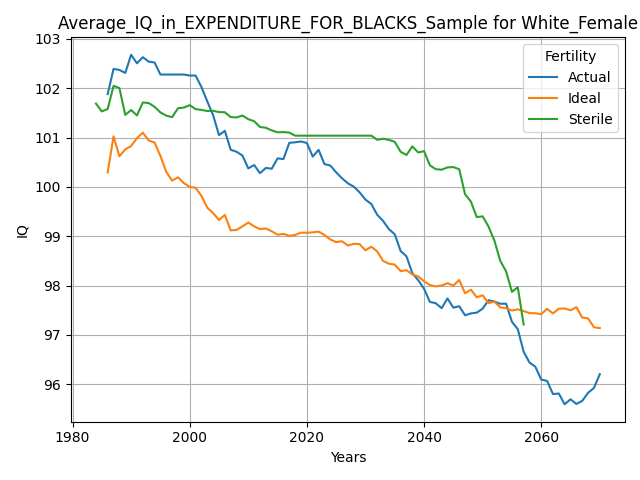 Average_IQ_in_EXPENDITURE_FOR_BLACKS_Sample for White_Female
103
102
101
100
99
98
97
96
IQ
Fertility
Actual
Ideal
Sterile
1980
2000
2020
2040
2060
Years